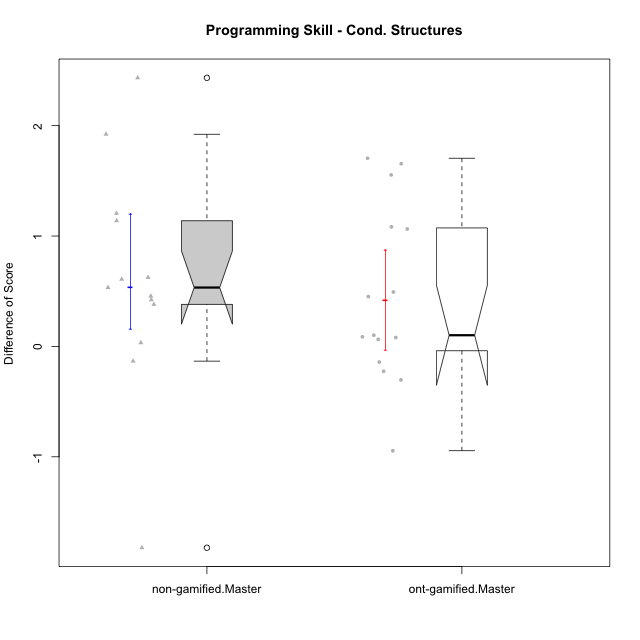 Programming Skill - Cond. Structures
Difference of Score
2
1
0
-1
non-gamified.Master
ont-gamified.Master